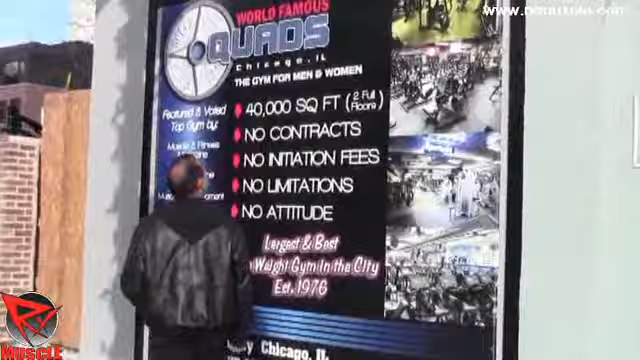 WORLD FAMOUS
QUADS
Chicago, IL
THE GYM FOR MEN & WOMEN
Featured & Voted
Top Gym by:
Muscle & Fitness
40,000 SQ FT (2 Full Floors)
NO CONTRACTS
NO INITIATION FEES
NO LIMITATIONS
NO ATTITUDE
Largest & Best
Weight Gym in the City
Est. 1976
Chicago, IL
MUSCLE